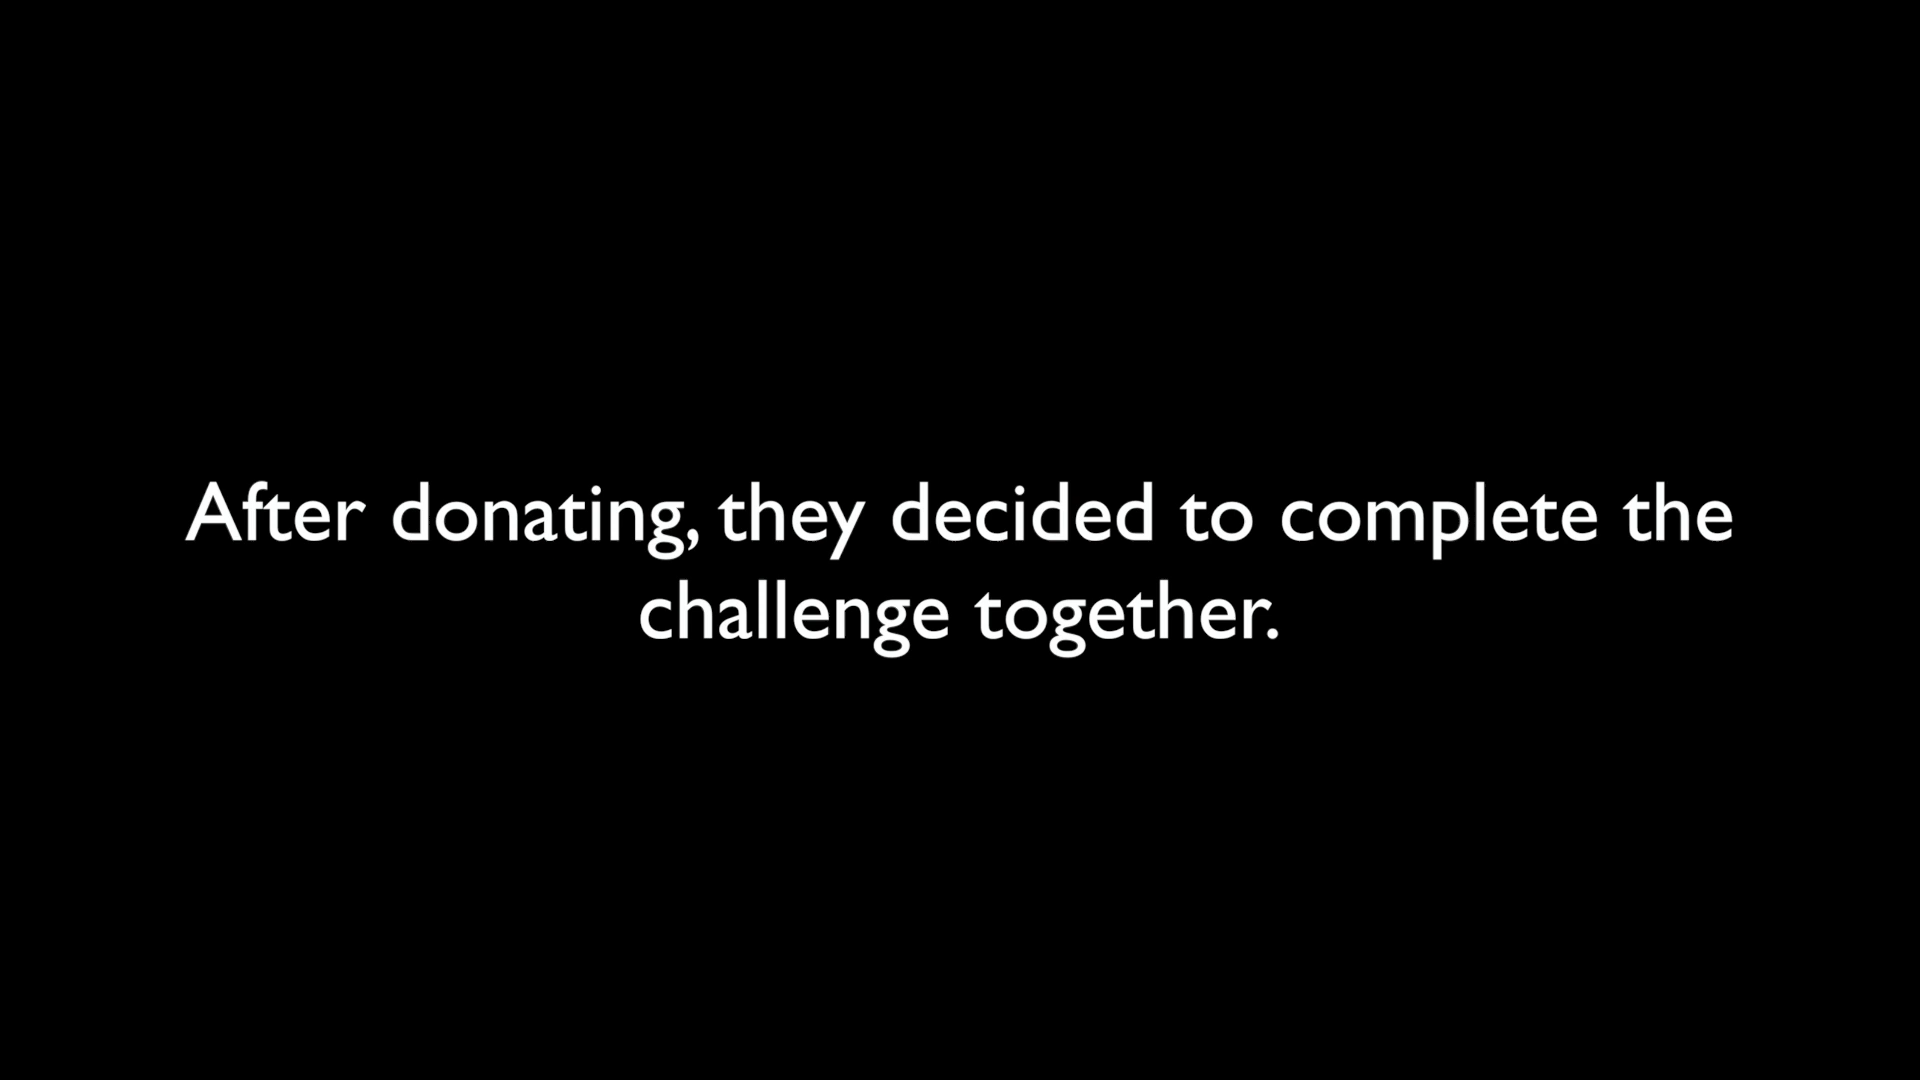 After donating, they decided to complete the
challenge together.